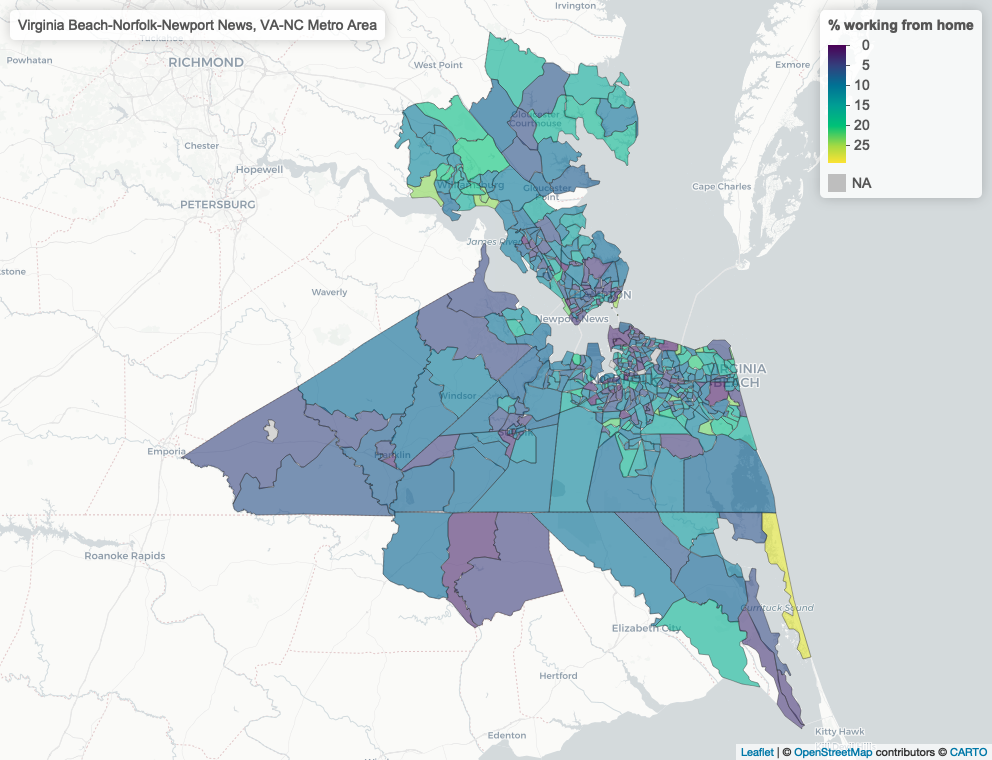 Virginia Beach-Norfolk-Newport News, VA-NC Metro Area
% working from home
0
5
10
15
20
25
NA
Irvington
Powhatan
RICHMOND
West Point
Exmore
Gloucester
Courthouse
Chester
Hopewell
Williamsburg
Gloucester
Point
Cape Charles
PETERSBURG
James River
stone
Waverly
HAMPTON
Newport News
VIRGINIA
BEACH
Windsor
Suffolk
Emporia
Franklin
Roanoke Rapids
Currituck Sound
Elizabeth City
Hertford
Edenton
Kitty Hawk
Leaflet | © OpenStreetMap contributors © CARTO